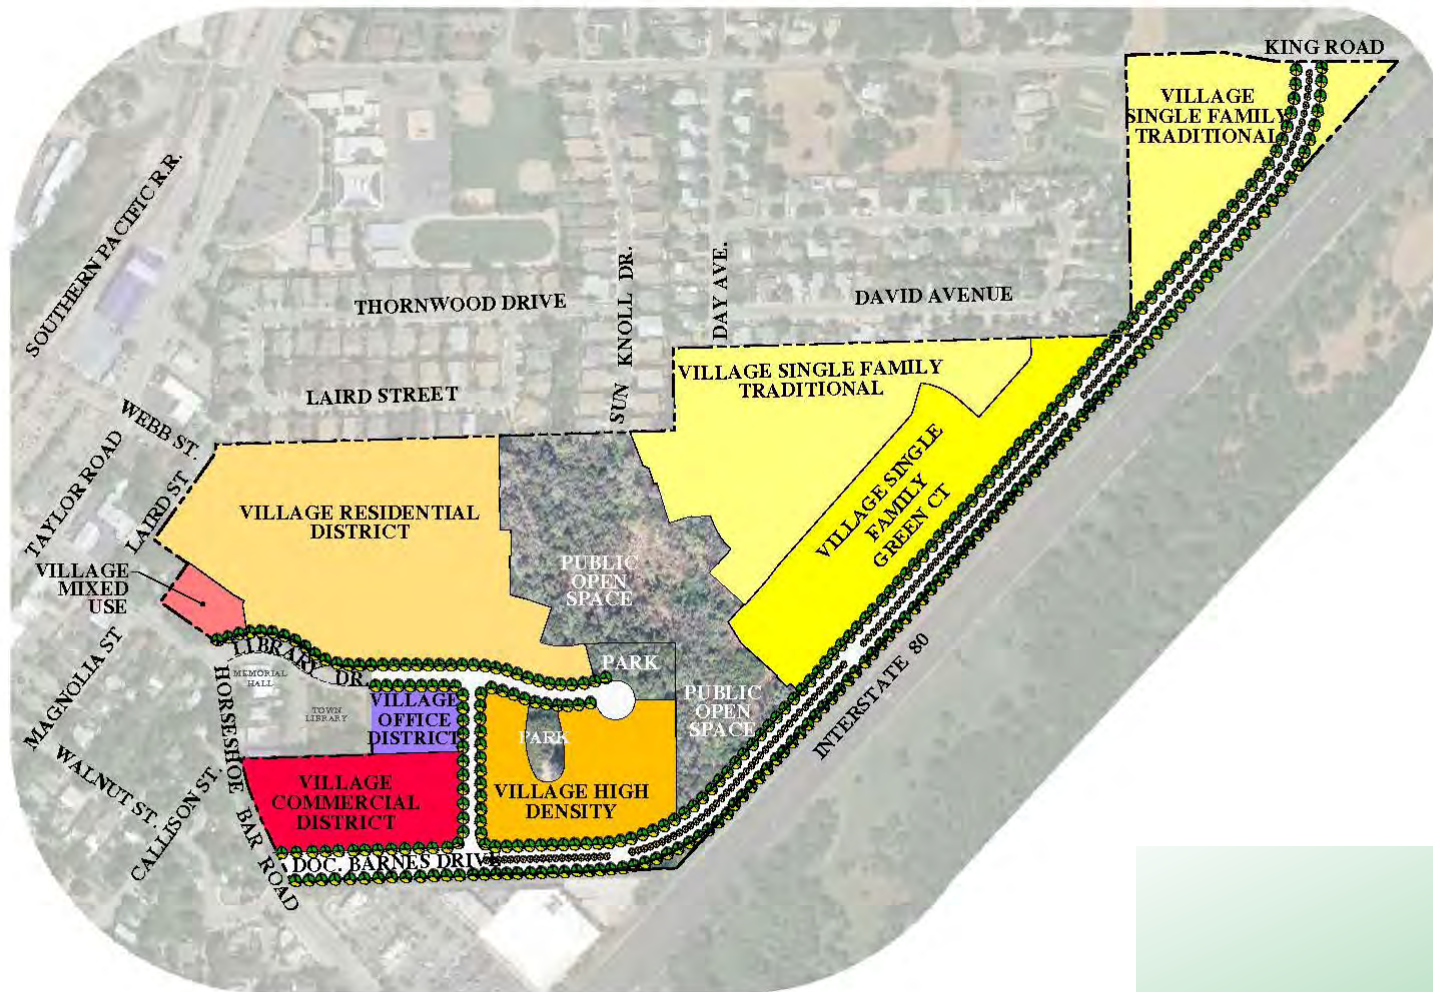 KING ROAD
VILLAGE
SINGLE FAMILY
TRADITIONAL
SOUTHERN PACIFIC R.R.
THORNWOOD DRIVE
SUN KNOLL DR.
DAY AVE.
DAVID AVENUE
LAIRD STREET
VILLAGE SINGLE FAMILY
TRADITIONAL
WEBB ST.
TAYLOR ROAD
LAIRD ST
VILLAGE RESIDENTIAL
DISTRICT
VILLAGE SINGLE
FAMILY
GREEN CT
VILLAGE
MIXED
USE
PUBLIC
OPEN
SPACE
MAGNOLIA ST
LIBRARY DR.
MEMORIAL
HALL
TOWN
LIBRARY
PARK
PUBLIC
OPEN
SPACE
INTERSTATE 80
HORSESHOE BAR ROAD
VILLAGE
OFFICE
DISTRICT
PARK
WALNUT ST.
CALLISON ST.
VILLAGE
COMMERCIAL
DISTRICT
VILLAGE HIGH
DENSITY
DOC. BARNES DRIVE